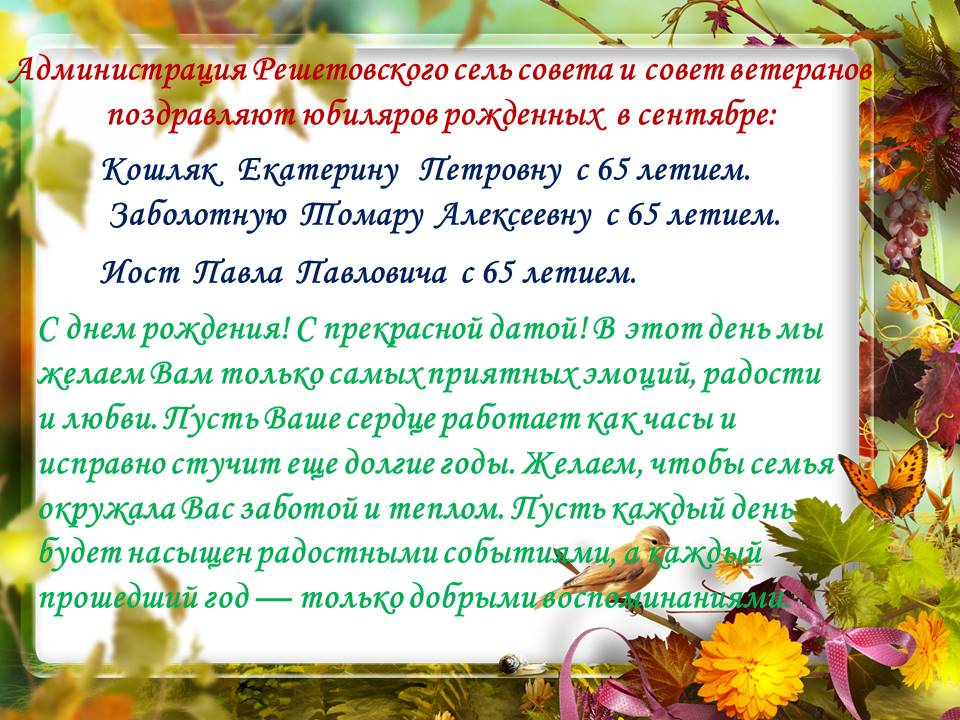 Администрация Решетовского сель совета и совет ветеранов
поздравляют юбиляров рожденных в сентябре:
Кошляк Екатерину Петровну с 65 летием.
Заболотную Томару Алексеевну с 65 летием.
Иост Павла Павловича с 65 летием.
С днем рождения! С прекрасной датой! В этот день мы
желаем Вам только самых приятных эмоций, радости
и любви. Пусть Ваше сердце работает как часы и
исправно стучит еще долгие годы. Желаем, чтобы семья
окружала Вас заботой и теплом. Пусть каждый день
будет насыщен радостными событиями, а каждый
прошедший год — только добрыми воспоминаниями.